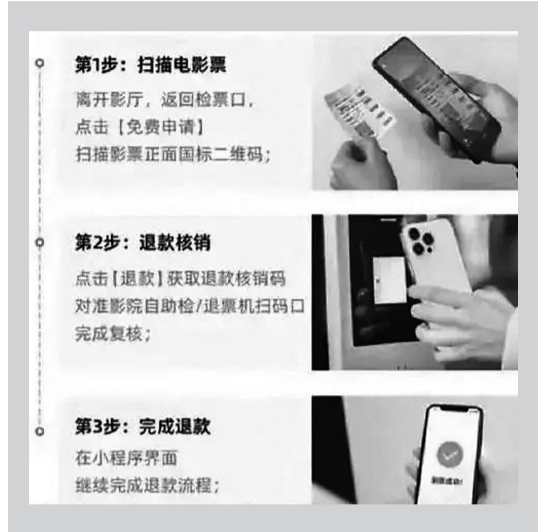 第1步：扫描电影票
离开影厅，返回检票口，
点击【免费申请】
扫描影票正面国标二维码；
第2步：退款核销
点击【退款】获取退款核销码
对准影院自助检/退票机扫码口
完成复核；
第3步：完成退款
在小程序界面
继续完成退款流程；